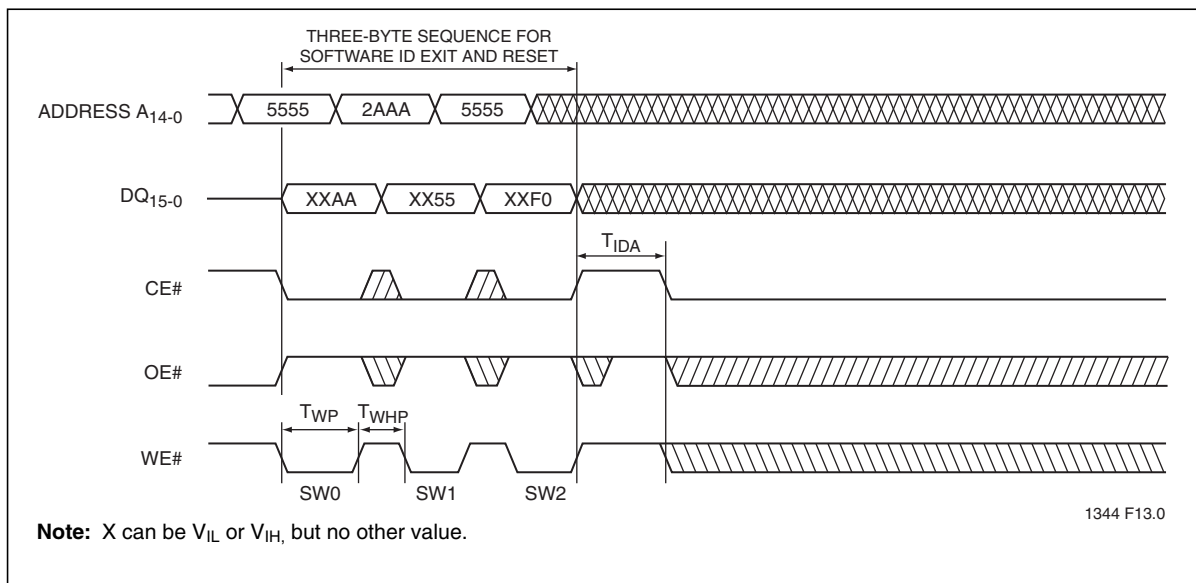 THREE-BYTE SEQUENCE FOR
SOFTWARE ID EXIT AND RESET
ADDRESS A14-0
5555 2AAA 5555
DQ15-0
XXAA XX55 XXF0
TIDA
CE#
OE#
TWP TWHP
WE#
SW0 SW1 SW2
1344 F13.0
Note: X can be VIL or VIH, but no other value.